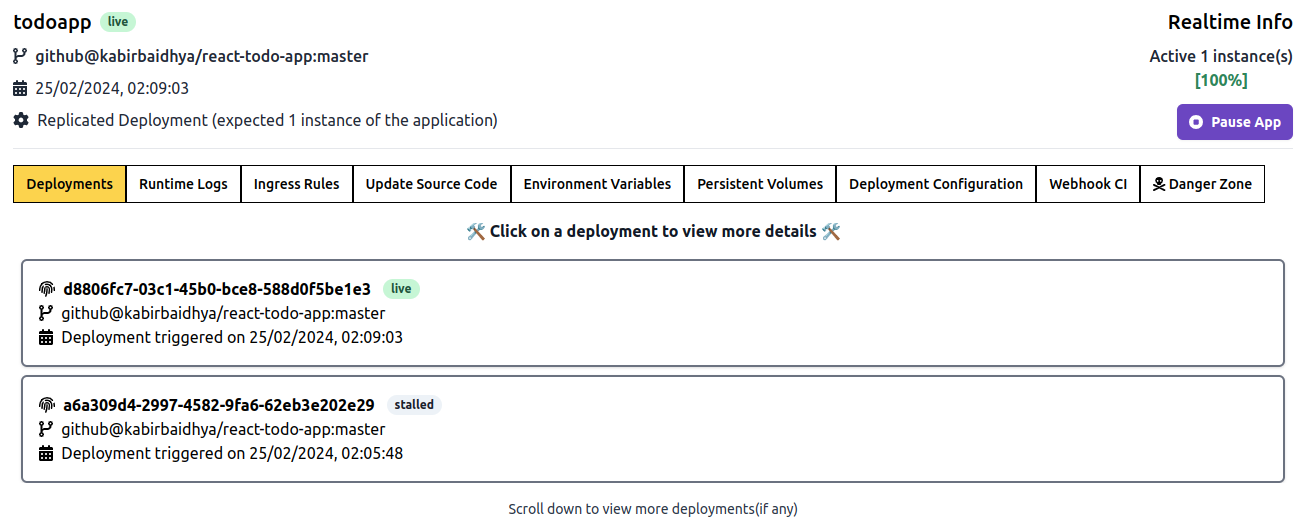 todoapp live
Realtime Info
github@kabirbaidhya/react-todo-app:master
Active 1 instance(s)
[100%]
25/02/2024, 02:09:03
Replicated Deployment (expected 1 instance of the application)
Pause App
Deployments Runtime Logs Ingress Rules Update Source Code Environment Variables Persistent Volumes Deployment Configuration Webhook CI Danger Zone
Click on a deployment to view more details
d8806fc7-03c1-45b0-bce8-588d0f5be1e3 live
github@kabirbaidhya/react-todo-app:master
Deployment triggered on 25/02/2024, 02:09:03
a6a309d4-2997-4582-9fa6-62eb3e202e29 stalled
github@kabirbaidhya/react-todo-app:master
Deployment triggered on 25/02/2024, 02:05:48
Scroll down to view more deployments(if any)